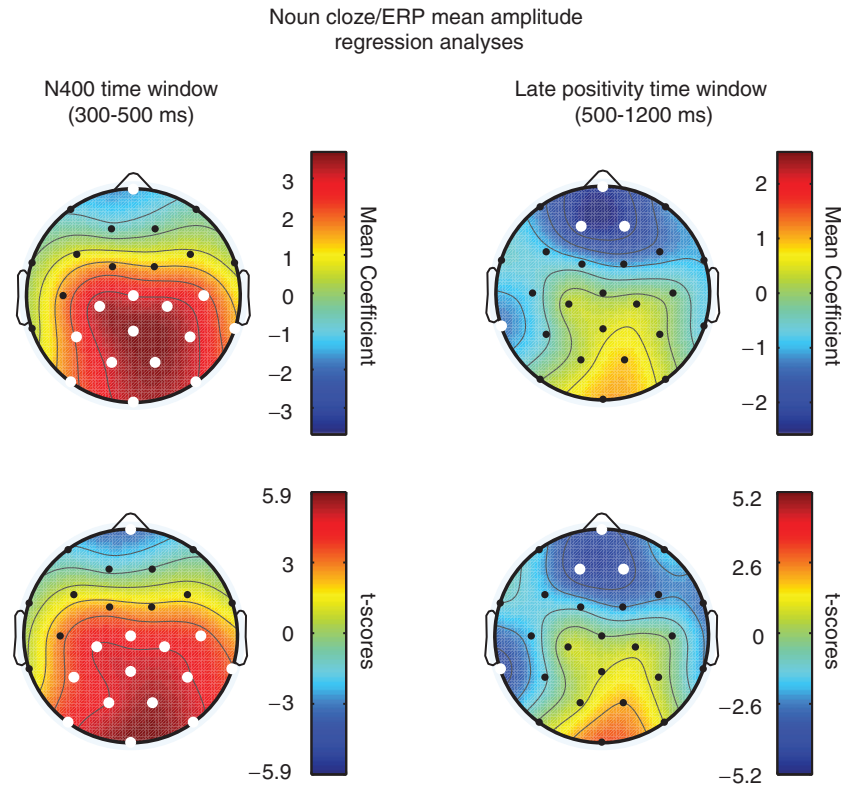 Noun cloze/ERP mean amplitude
regression analyses
N400 time window
(300-500 ms)
Late positivity time window
(500-1200 ms)
3
2
1
0
−1
−2
−3
Mean Coefficient
2
1
0
−1
−2
Mean Coefficient
5.9
3
0
−3
−5.9
t-scores
5.2
2.6
0
−2.6
−5.2
t-scores